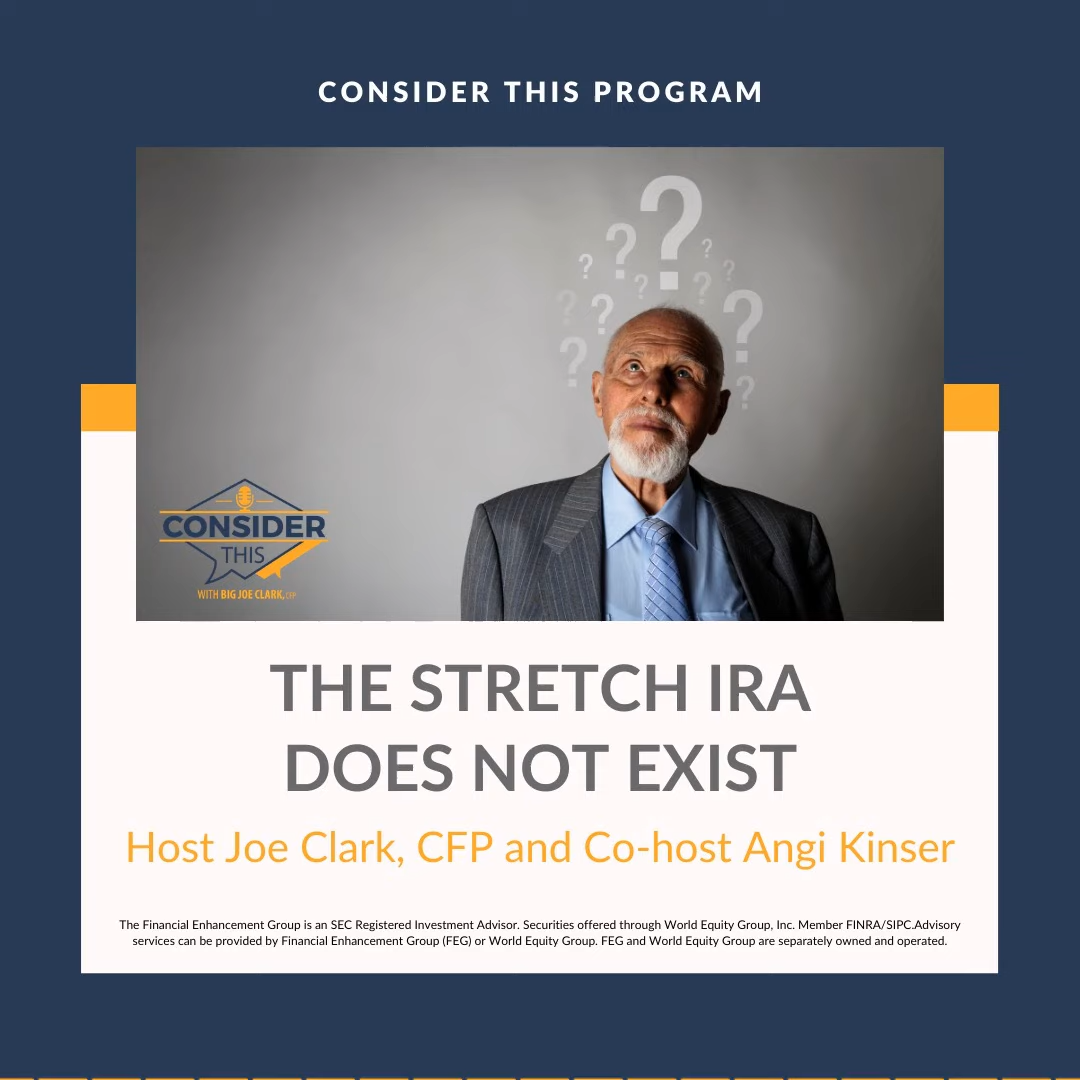 CONSIDER THIS PROGRAM
?
?
?
?
?
?
?
?
?
?
?
?
CONSIDER
THIS
WITH BIG JOE CLARK, CFP
THE STRETCH IRA
DOES NOT EXIST
Host Joe Clark, CFP and Co-host Angi Kinser
The Financial Enhancement Group is an SEC Registered Investment Advisor. Securities offered through World Equity Group, Inc. Member FINRA/SIPC.Advisory
services can be provided by Financial Enhancement Group (FEG) or World Equity Group. FEG and World Equity Group are separately owned and operated.